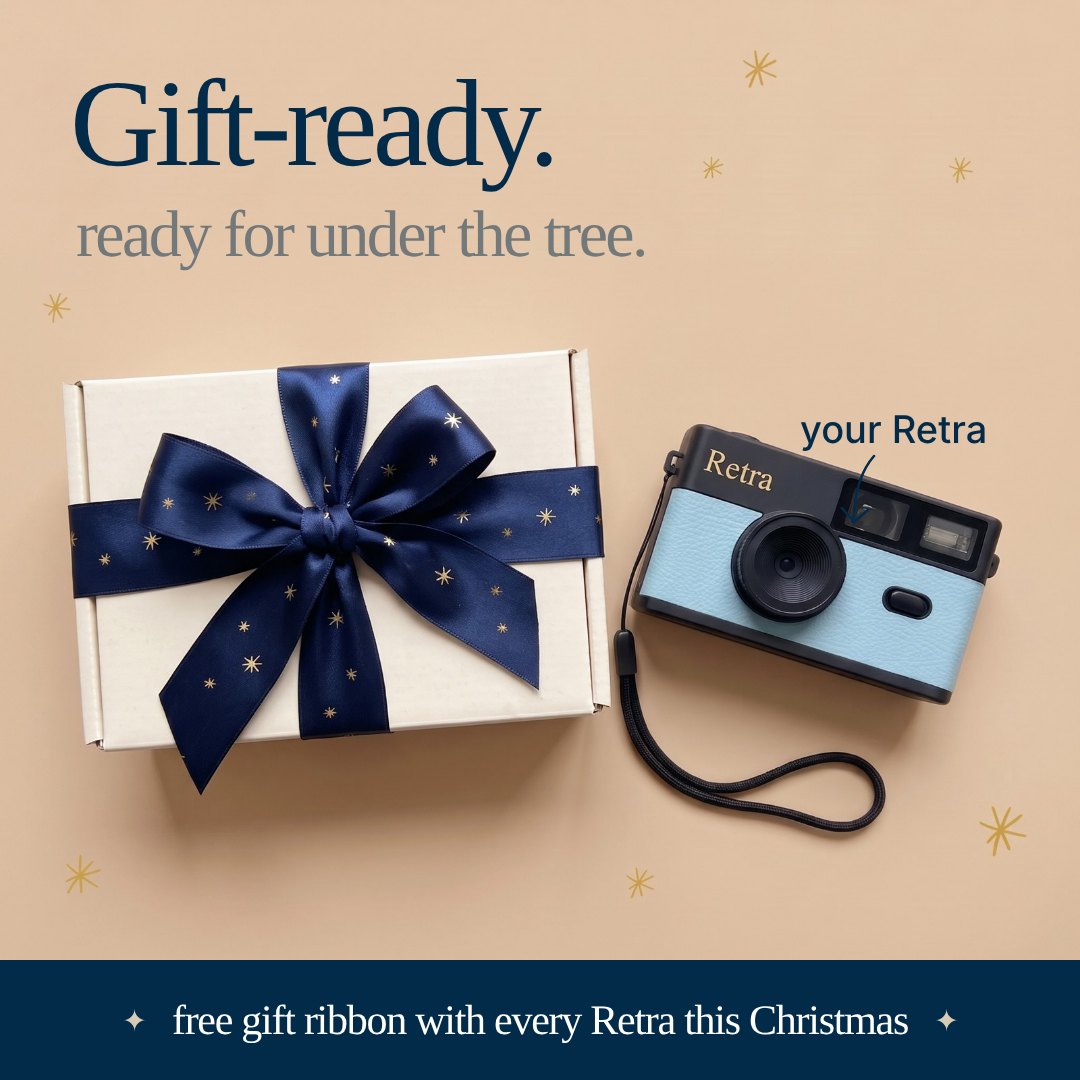 Gift-ready.
ready for under the tree.
your Retra
Retra
free gift ribbon with every Retra this Christmas